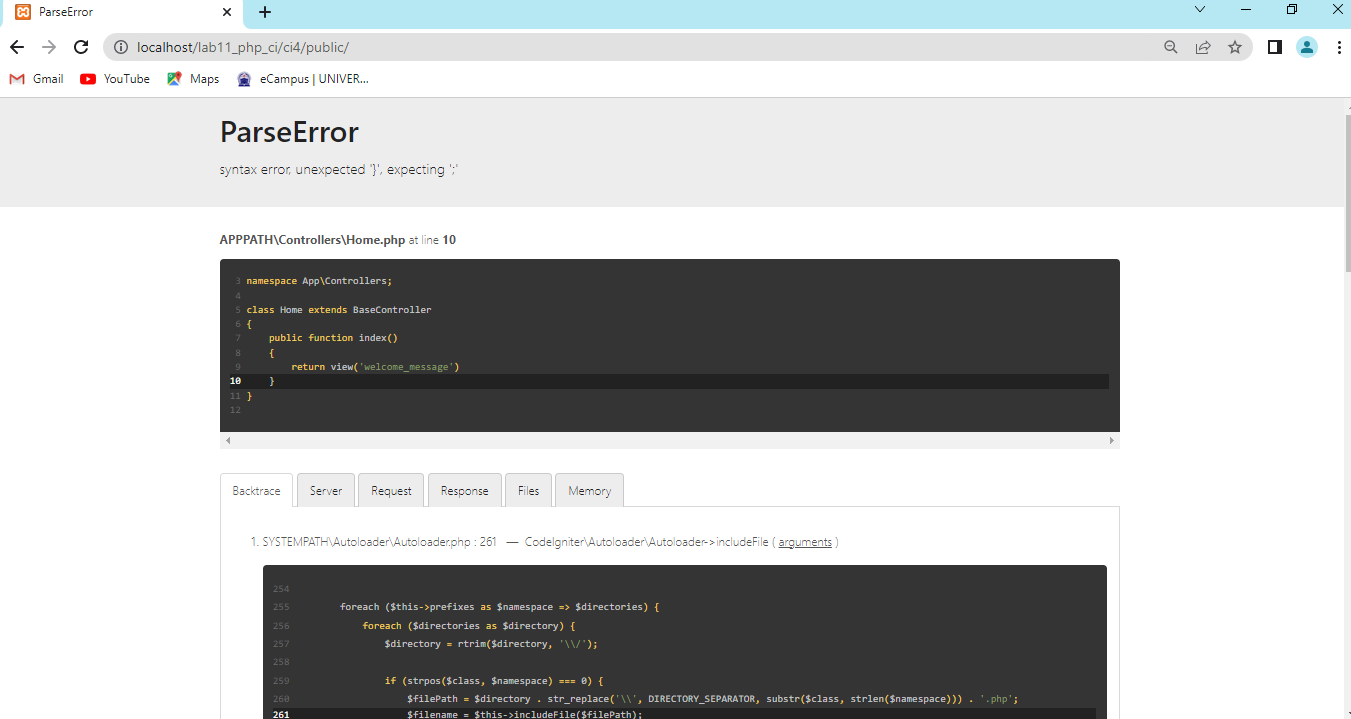 ParseError
localhost/lab11_php_ci/ci4/public/
Gmail YouTube Maps eCampus | UNIVER...
ParseError
syntax error, unexpected '}', expecting ';'
APPPATH\Controllers\Home.php at line 10
3 namespace App\Controllers;
4
5 class Home extends BaseController
6 {
7 public function index()
8 {
9 return view('welcome_message')
10 }
11 }
12
Backtrace Server Request Response Files Memory
1. SYSTEMPATH\Autoloader\Autoloader.php : 261 — CodeIgniter\Autoloader\Autoloader->includeFile ( arguments )
254
255 foreach ($this->prefixes as $namespace => $directories) {
256 foreach ($directories as $directory) {
257 $directory = rtrim($directory, '\\/');
258
259 if (strpos($class, $namespace) === 0) {
260 $filePath = $directory . str_replace('\\', DIRECTORY_SEPARATOR, substr($class, strlen($namespace))) . '.php';
261 $filename = $this->includeFile($filePath);